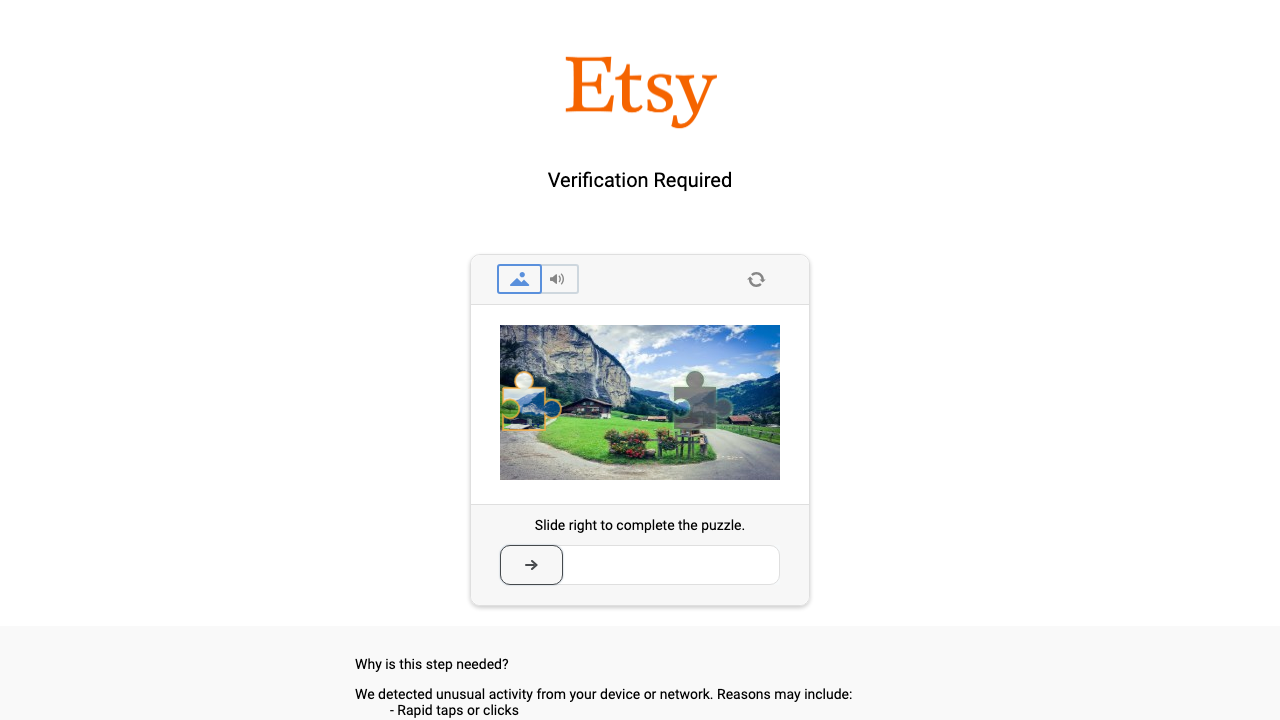 Etsy
Verification Required
Slide right to complete the puzzle.
Why is this step needed?
We detected unusual activity from your device or network. Reasons may include:
- Rapid taps or clicks